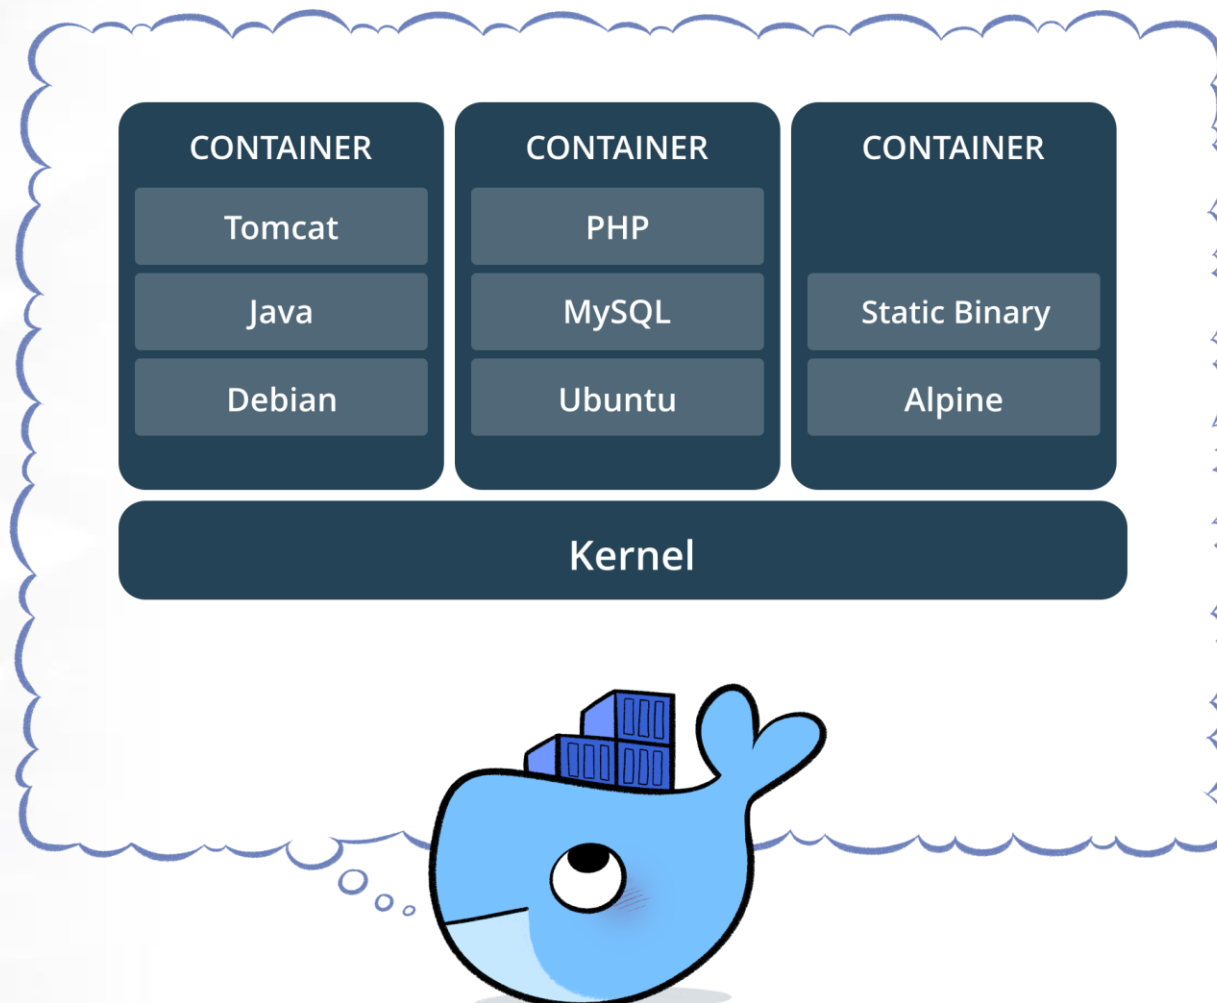 CONTAINER
Tomcat
Java
Debian
CONTAINER
PHP
MySQL
Ubuntu
CONTAINER
Static Binary
Alpine
Kernel